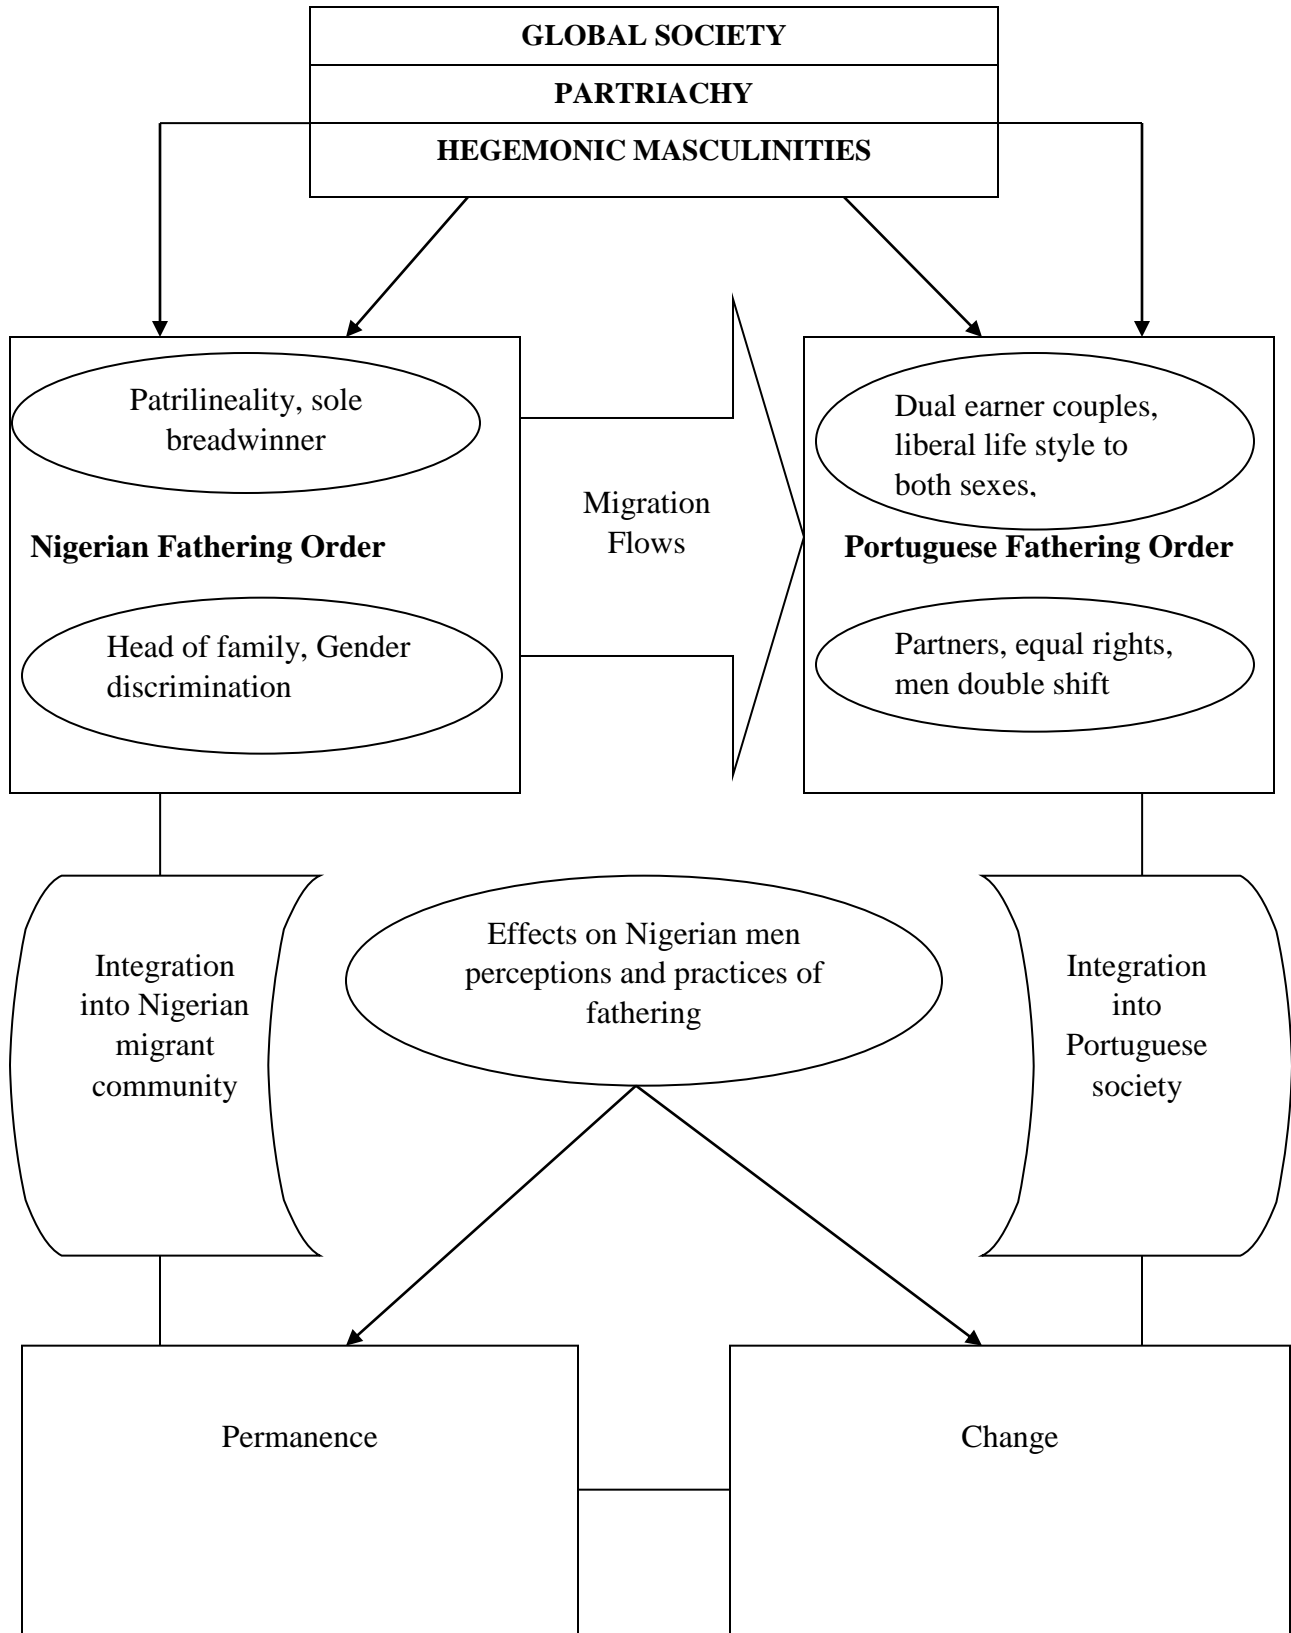 GLOBAL SOCIETY
PARTRIACHY
HEGEMONIC MASCULINITIES
Patrilineality, sole
breadwinner
Nigerian Fathering Order
Head of family, Gender
discrimination
Migration
Flows
Dual earner couples,
liberal life style to
both sexes,
Portuguese Fathering Order
Partners, equal rights,
men double shift
Integration
into Nigerian
migrant
community
Effects on Nigerian men
perceptions and practices of
fathering
Integration
into
Portuguese
society
Permanence
Change